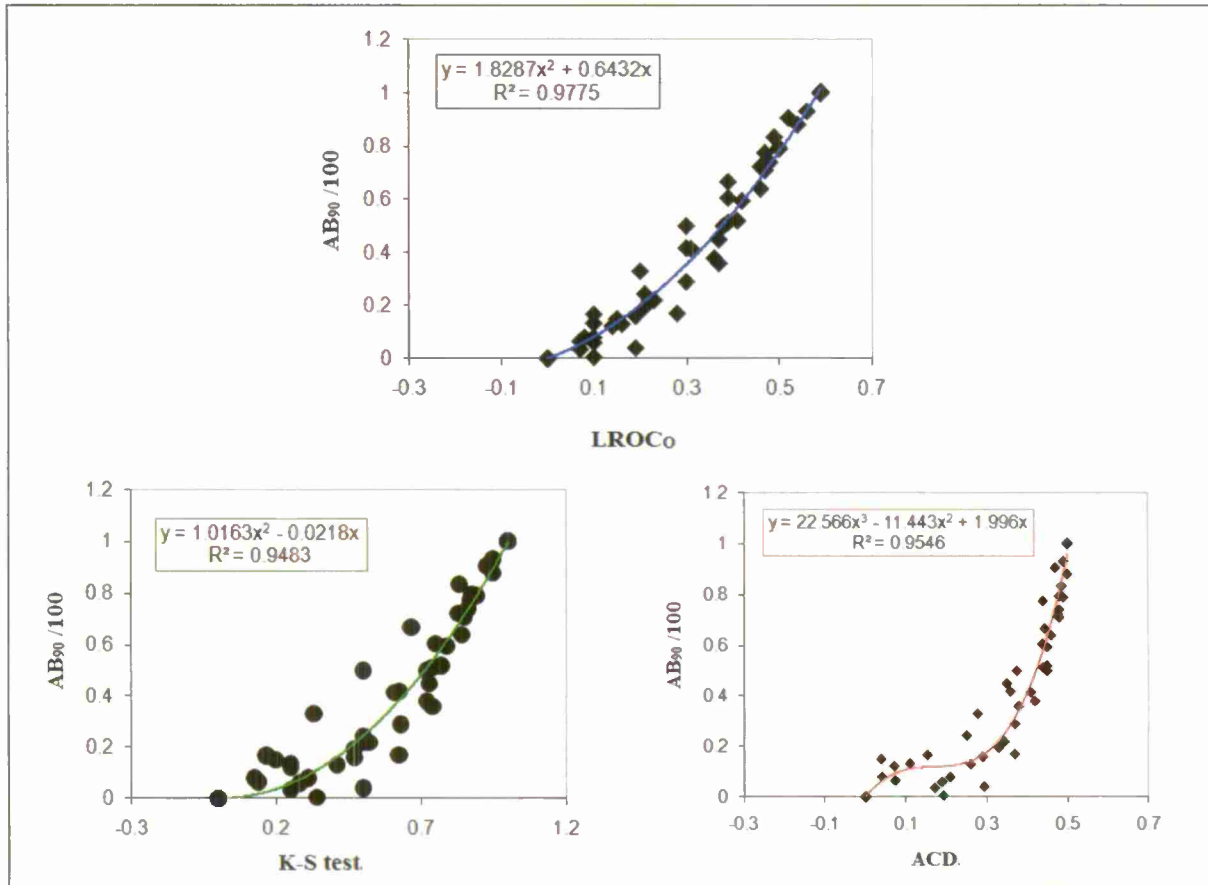 1.2
1
0.8
0.6
0.4
0.2
0
y = 1.8287x² + 0.6432x
R² = 0.9775
AB₉₀ /100
-0.3 -0.1 0.1 0.3 0.5 0.7
LROCO
1.2
1
0.8
0.6
0.4
0.2
0
y = 1.0163x² - 0.0218x
R² = 0.9483
AB₉₀ /100
-0.3 0.2 0.7 1.2
K-S test.
1.2
1
0.8
0.6
0.4
0.2
0
y = 22.566x³ - 11.443x² + 1.996x
R² = 0.9546
AB₉₀ /100
-0.3 -0.1 0.1 0.3 0.5 0.7
ACD.